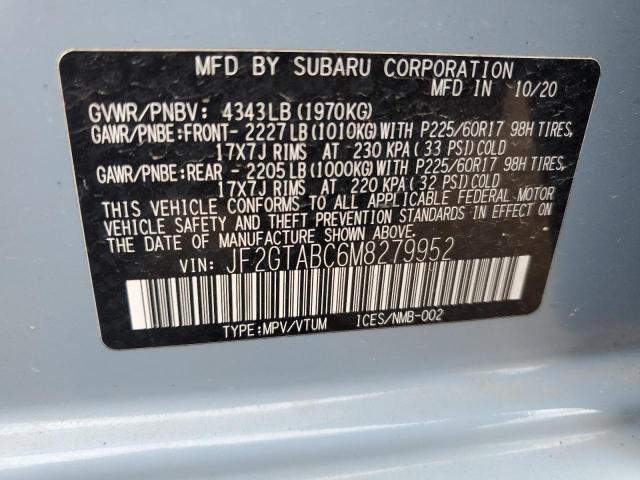 MFD BY SUBARU CORPORATION
MFD IN 10/20
GVWR/PNBV: 4343LB (1970KG)
GAWR/PNBE:FRONT- 2227LB(1010KG)WITH P225/60R17 98H TIRES,
17X7J RIMS AT 230 KPA (33 PSI)COLD
GAWR/PNBE:REAR - 2205LB(1000KG)WITH P225/60R17 98H TIRES,
17X7J RIMS AT 220 KPA (32 PSI)COLD
THIS VEHICLE CONFORMS TO ALL APPLICABLE FEDERAL MOTOR
VEHICLE SAFETY AND THEFT PREVENTION STANDARDS IN EFFECT ON
THE DATE OF MANUFACTURE SHOWN ABOVE.
VIN: JF2GTABC6M8279952
TYPE:MPV/VTUM ICES/NMB-002